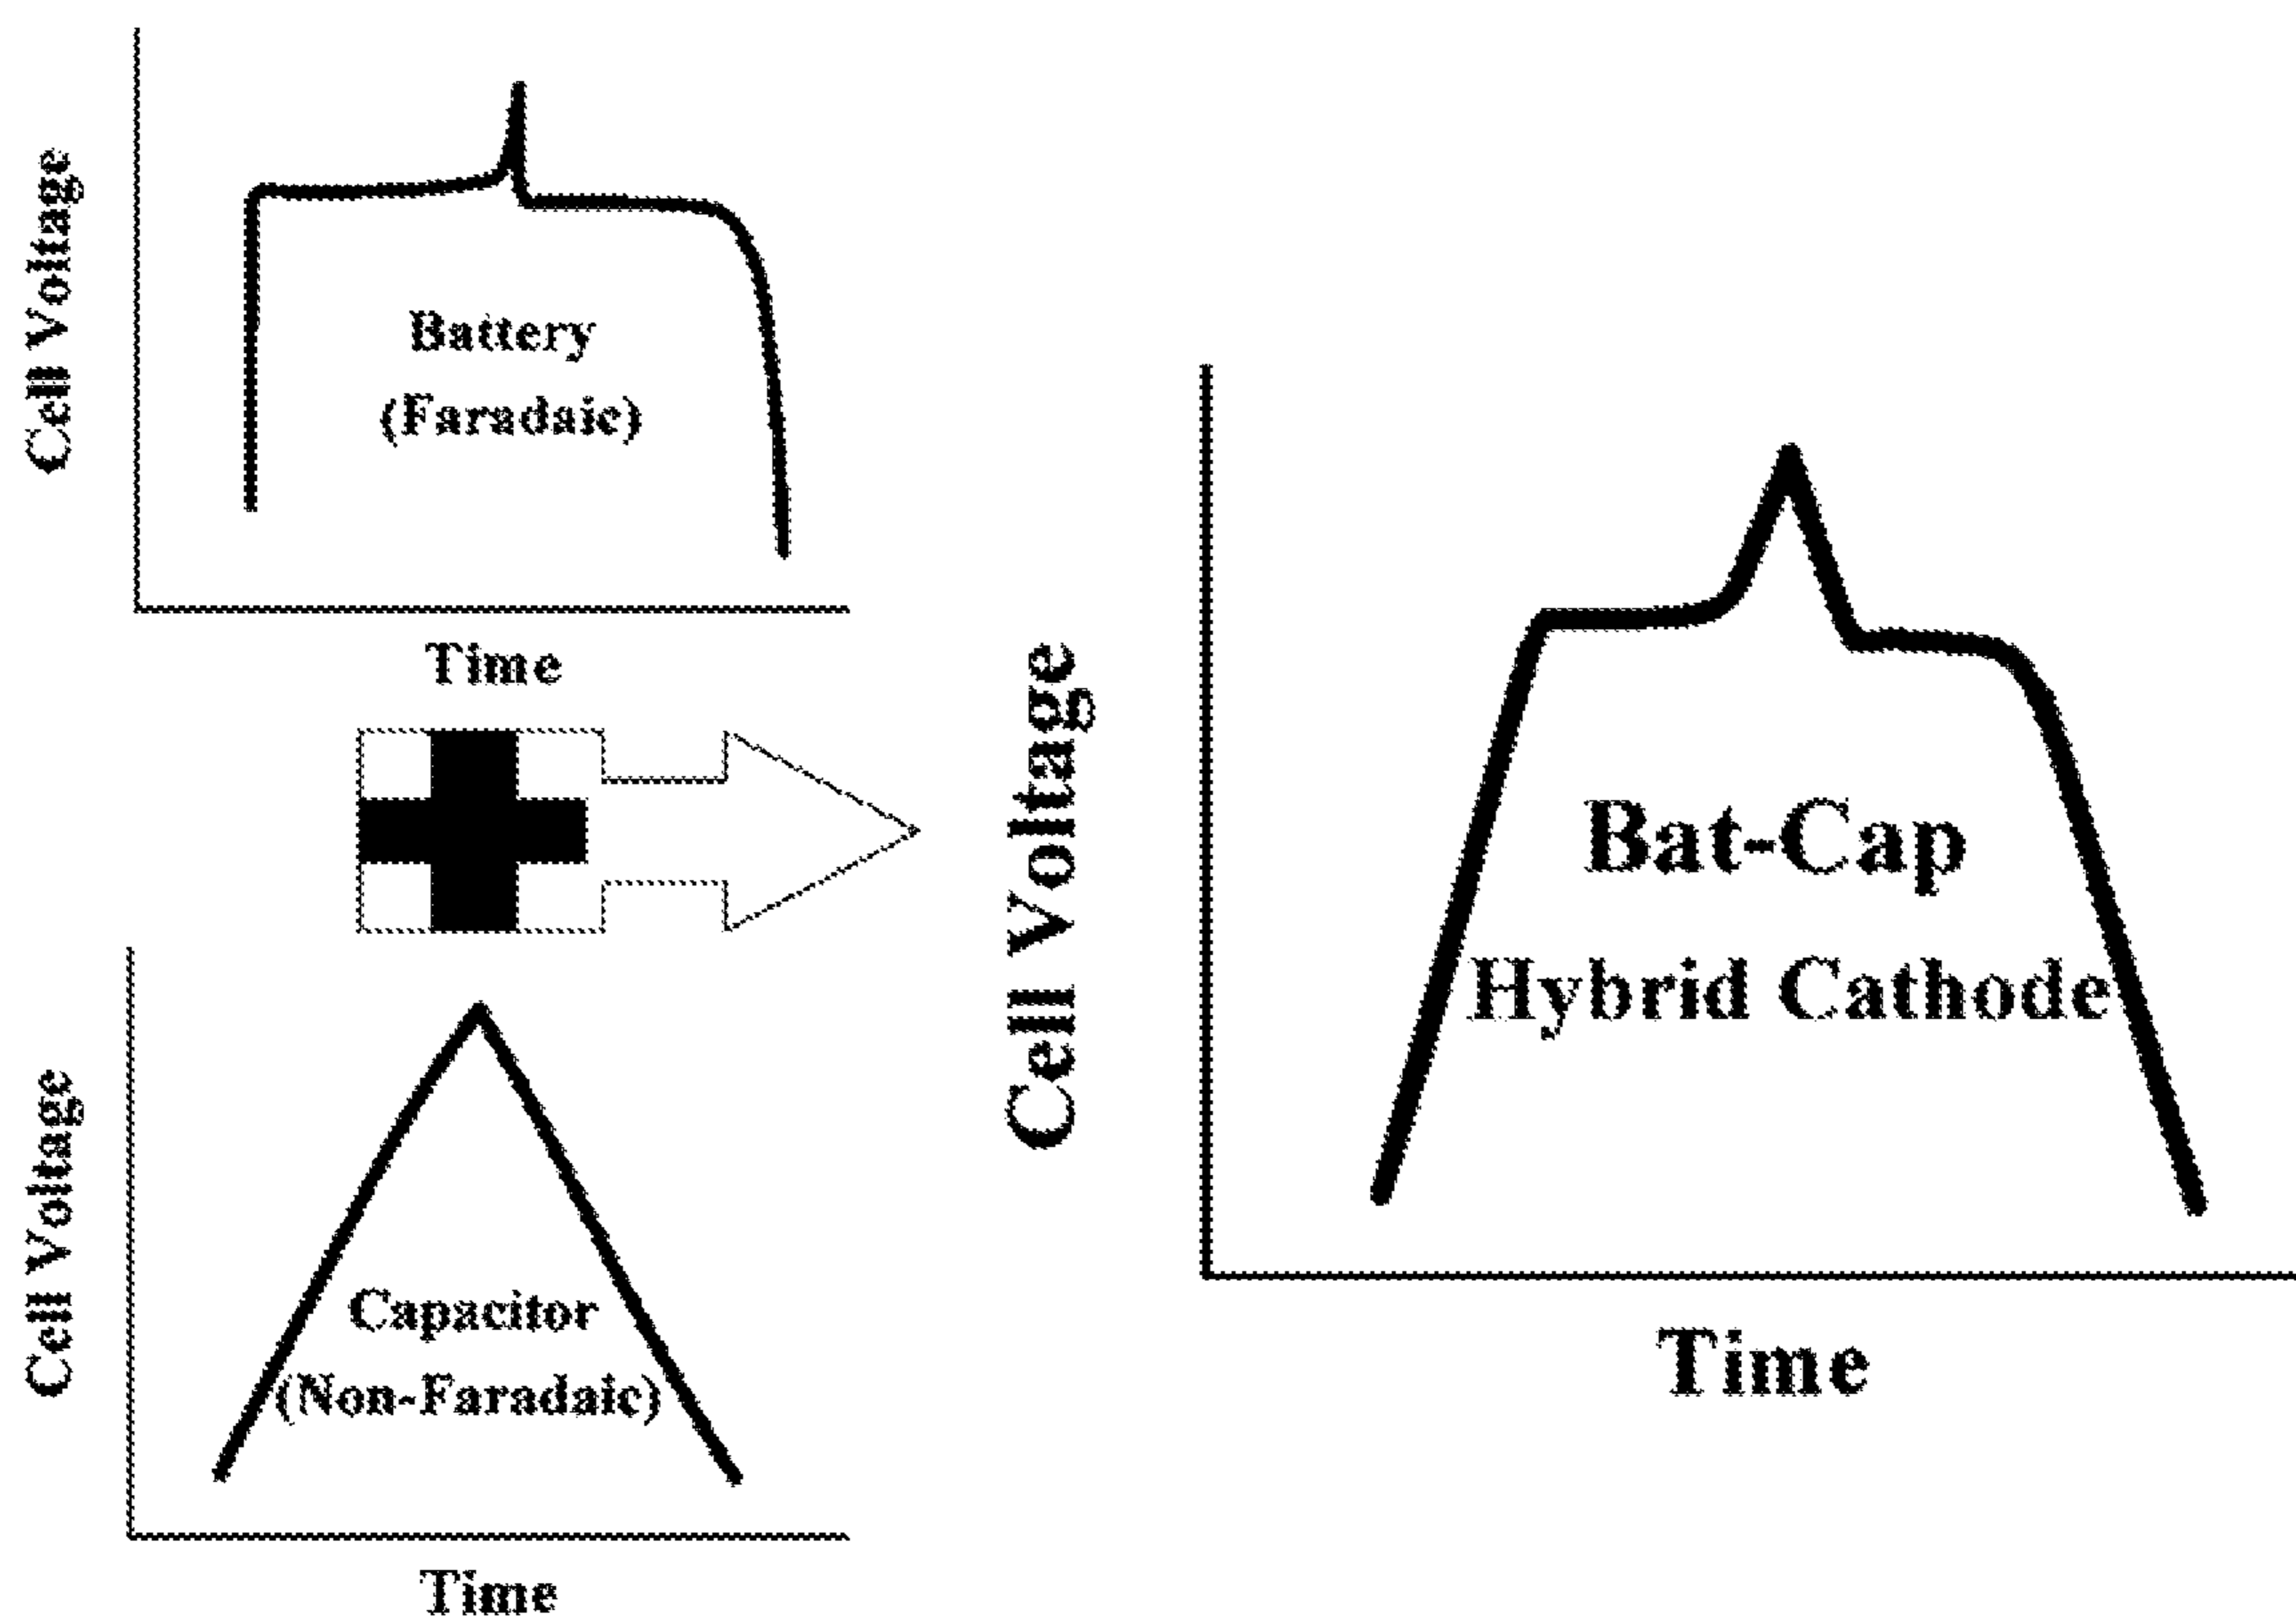 Cell Voltage
Battery
(Faradaic)
Time
Cell Voltage
Capacitor
(Non-Faradaic)
Time
Cell Voltage
Bat-Cap
Hybrid Cathode
Time